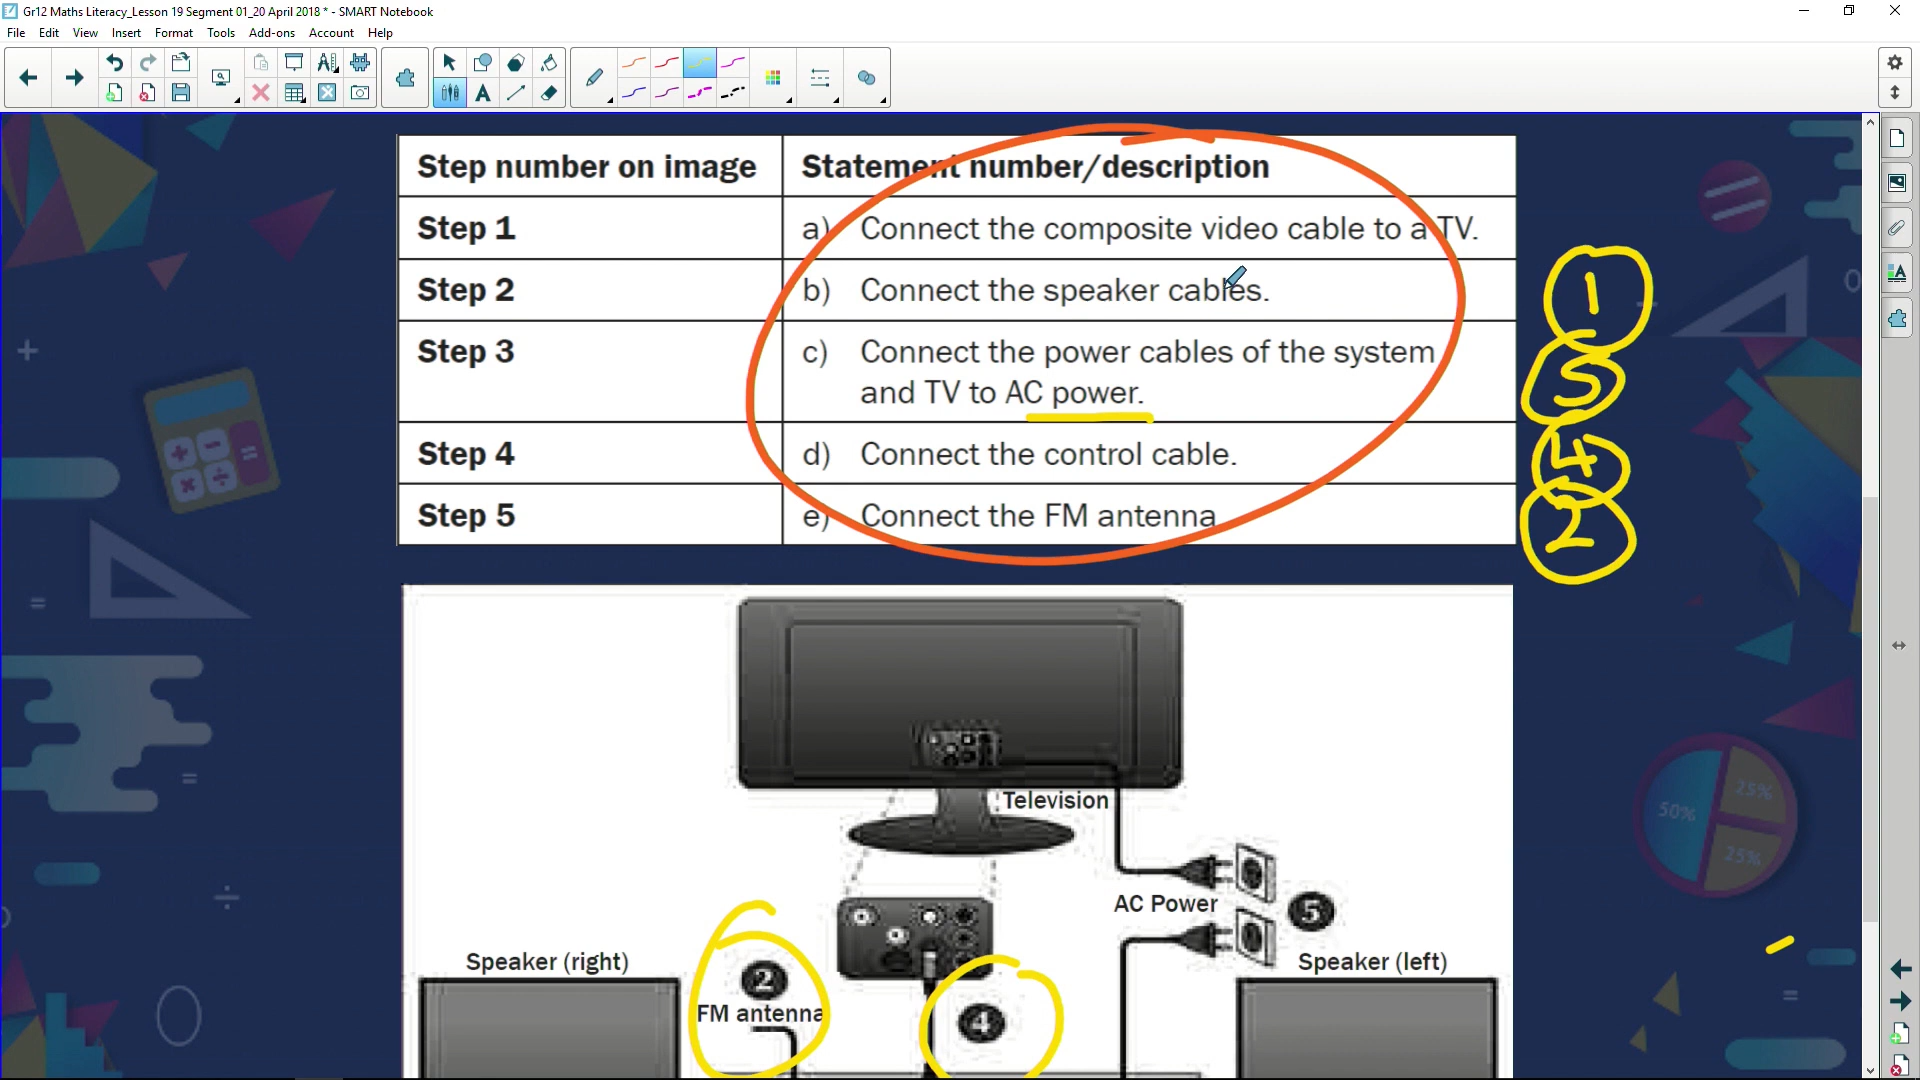 Gr12 Maths Literacy_Lesson 19 Segment 01_20 April 2018 * - SMART Notebook
File Edit View Insert Format Tools Add-ons Account Help
Step number on image Statement number/description
Step 1 a) Connect the composite video cable to a TV.
Step 2 b) Connect the speaker cables.
Step 3 c) Connect the power cables of the system
and TV to AC power.
Step 4 d) Connect the control cable.
Step 5 e) Connect the FM antenna
1
5
4
2
Television
AC Power
5
Speaker (right)
2
FM antenna
4
Speaker (left)
50%
25%
25%